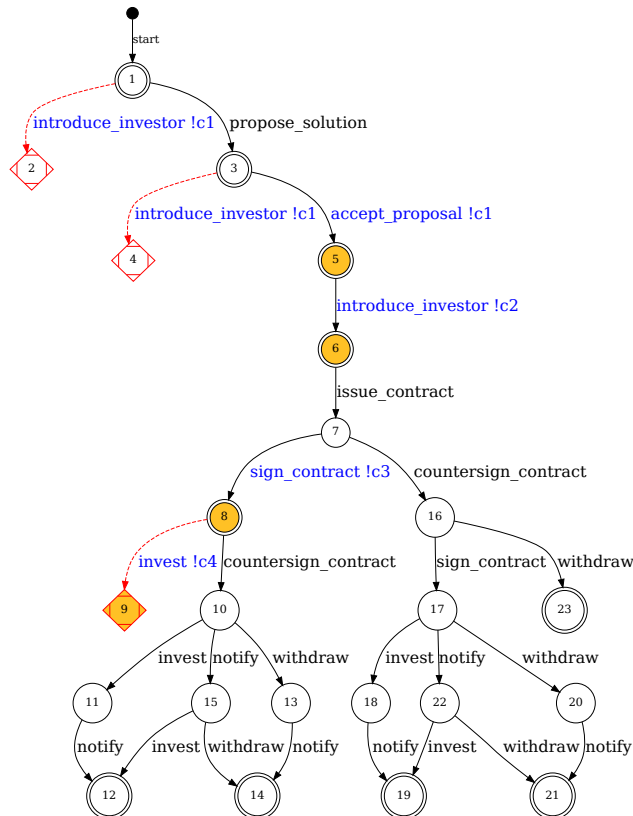 start
1
introduce_investor !c1 propose_solution
2 3
introduce_investor !c1 accept_proposal !c1
4 5
introduce_investor !c2
6
issue_contract
7
sign_contract !c3 countersign_contract
8 16
invest !c4 countersign_contract sign_contract withdraw
9 10 17 23
invest notify withdraw invest notify withdraw
11 15 13 18 22 20
notify invest withdraw notify notify invest withdraw notify
12 14 19 21